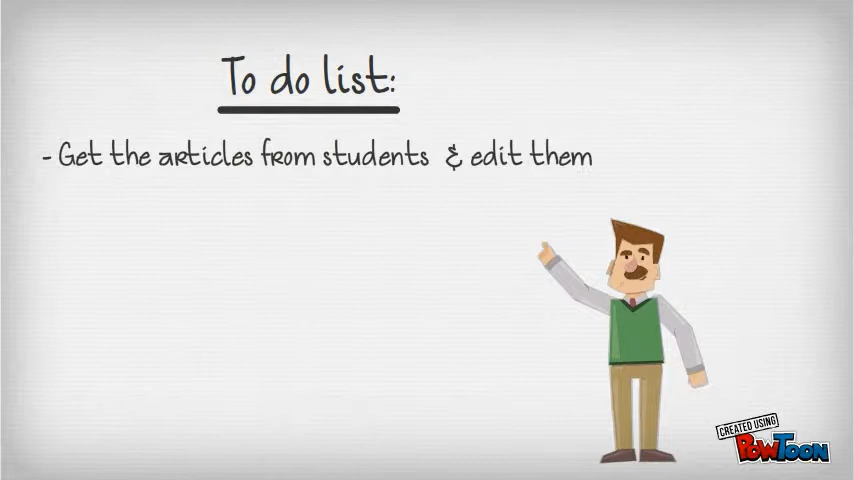 To do list:
- Get the articles from students & edit them
CREATED USING
POWTOON